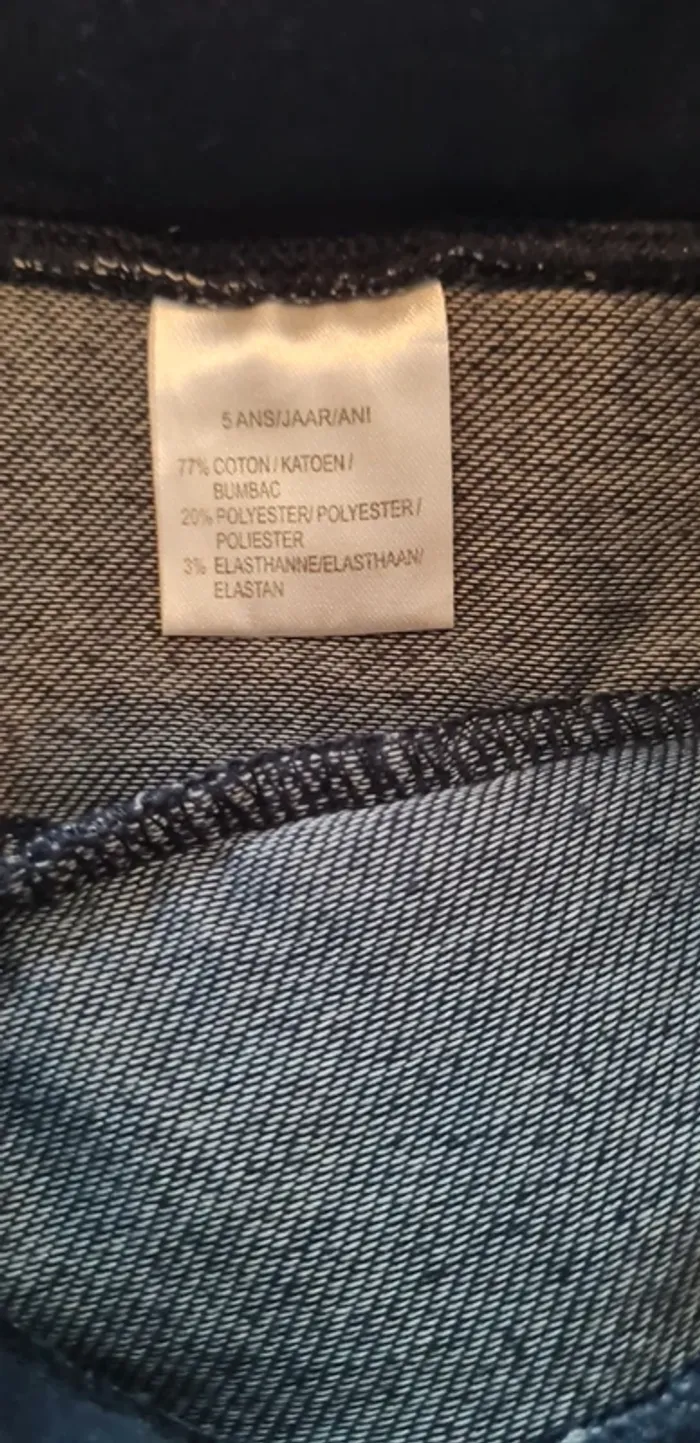 5 ANS/JAAR/ANI
77% COTON / KATOEN /
BUMBAC
20% POLYESTER/ POLYESTER /
POLIESTER
3% ELASTHANNE/ELASTHAAN/
ELASTAN